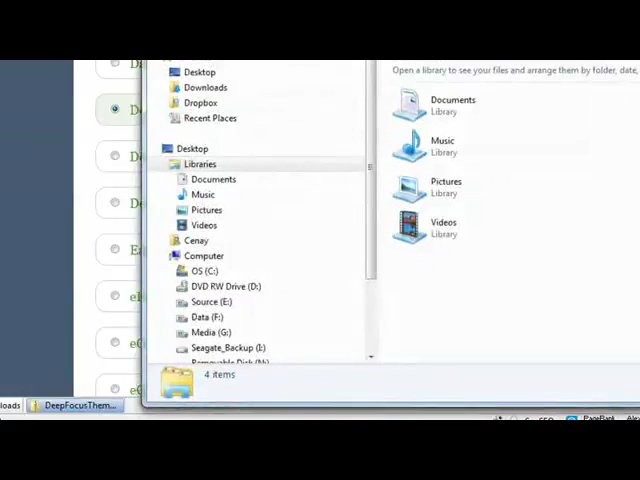 Open a library to see your files and arrange them by folder, date,
Desktop
Downloads
Dropbox
Recent Places
Desktop
Libraries
Documents
Music
Pictures
Videos
Cenay
Computer
OS (C:)
DVD RW Drive (D:)
Source (E:)
Data (F:)
Media (G:)
Seagate_Backup (I:)
Removable Disk (N:)
Documents
Library
Music
Library
Pictures
Library
Videos
Library
4 items
loads
DeepFocusThem...
PageRank